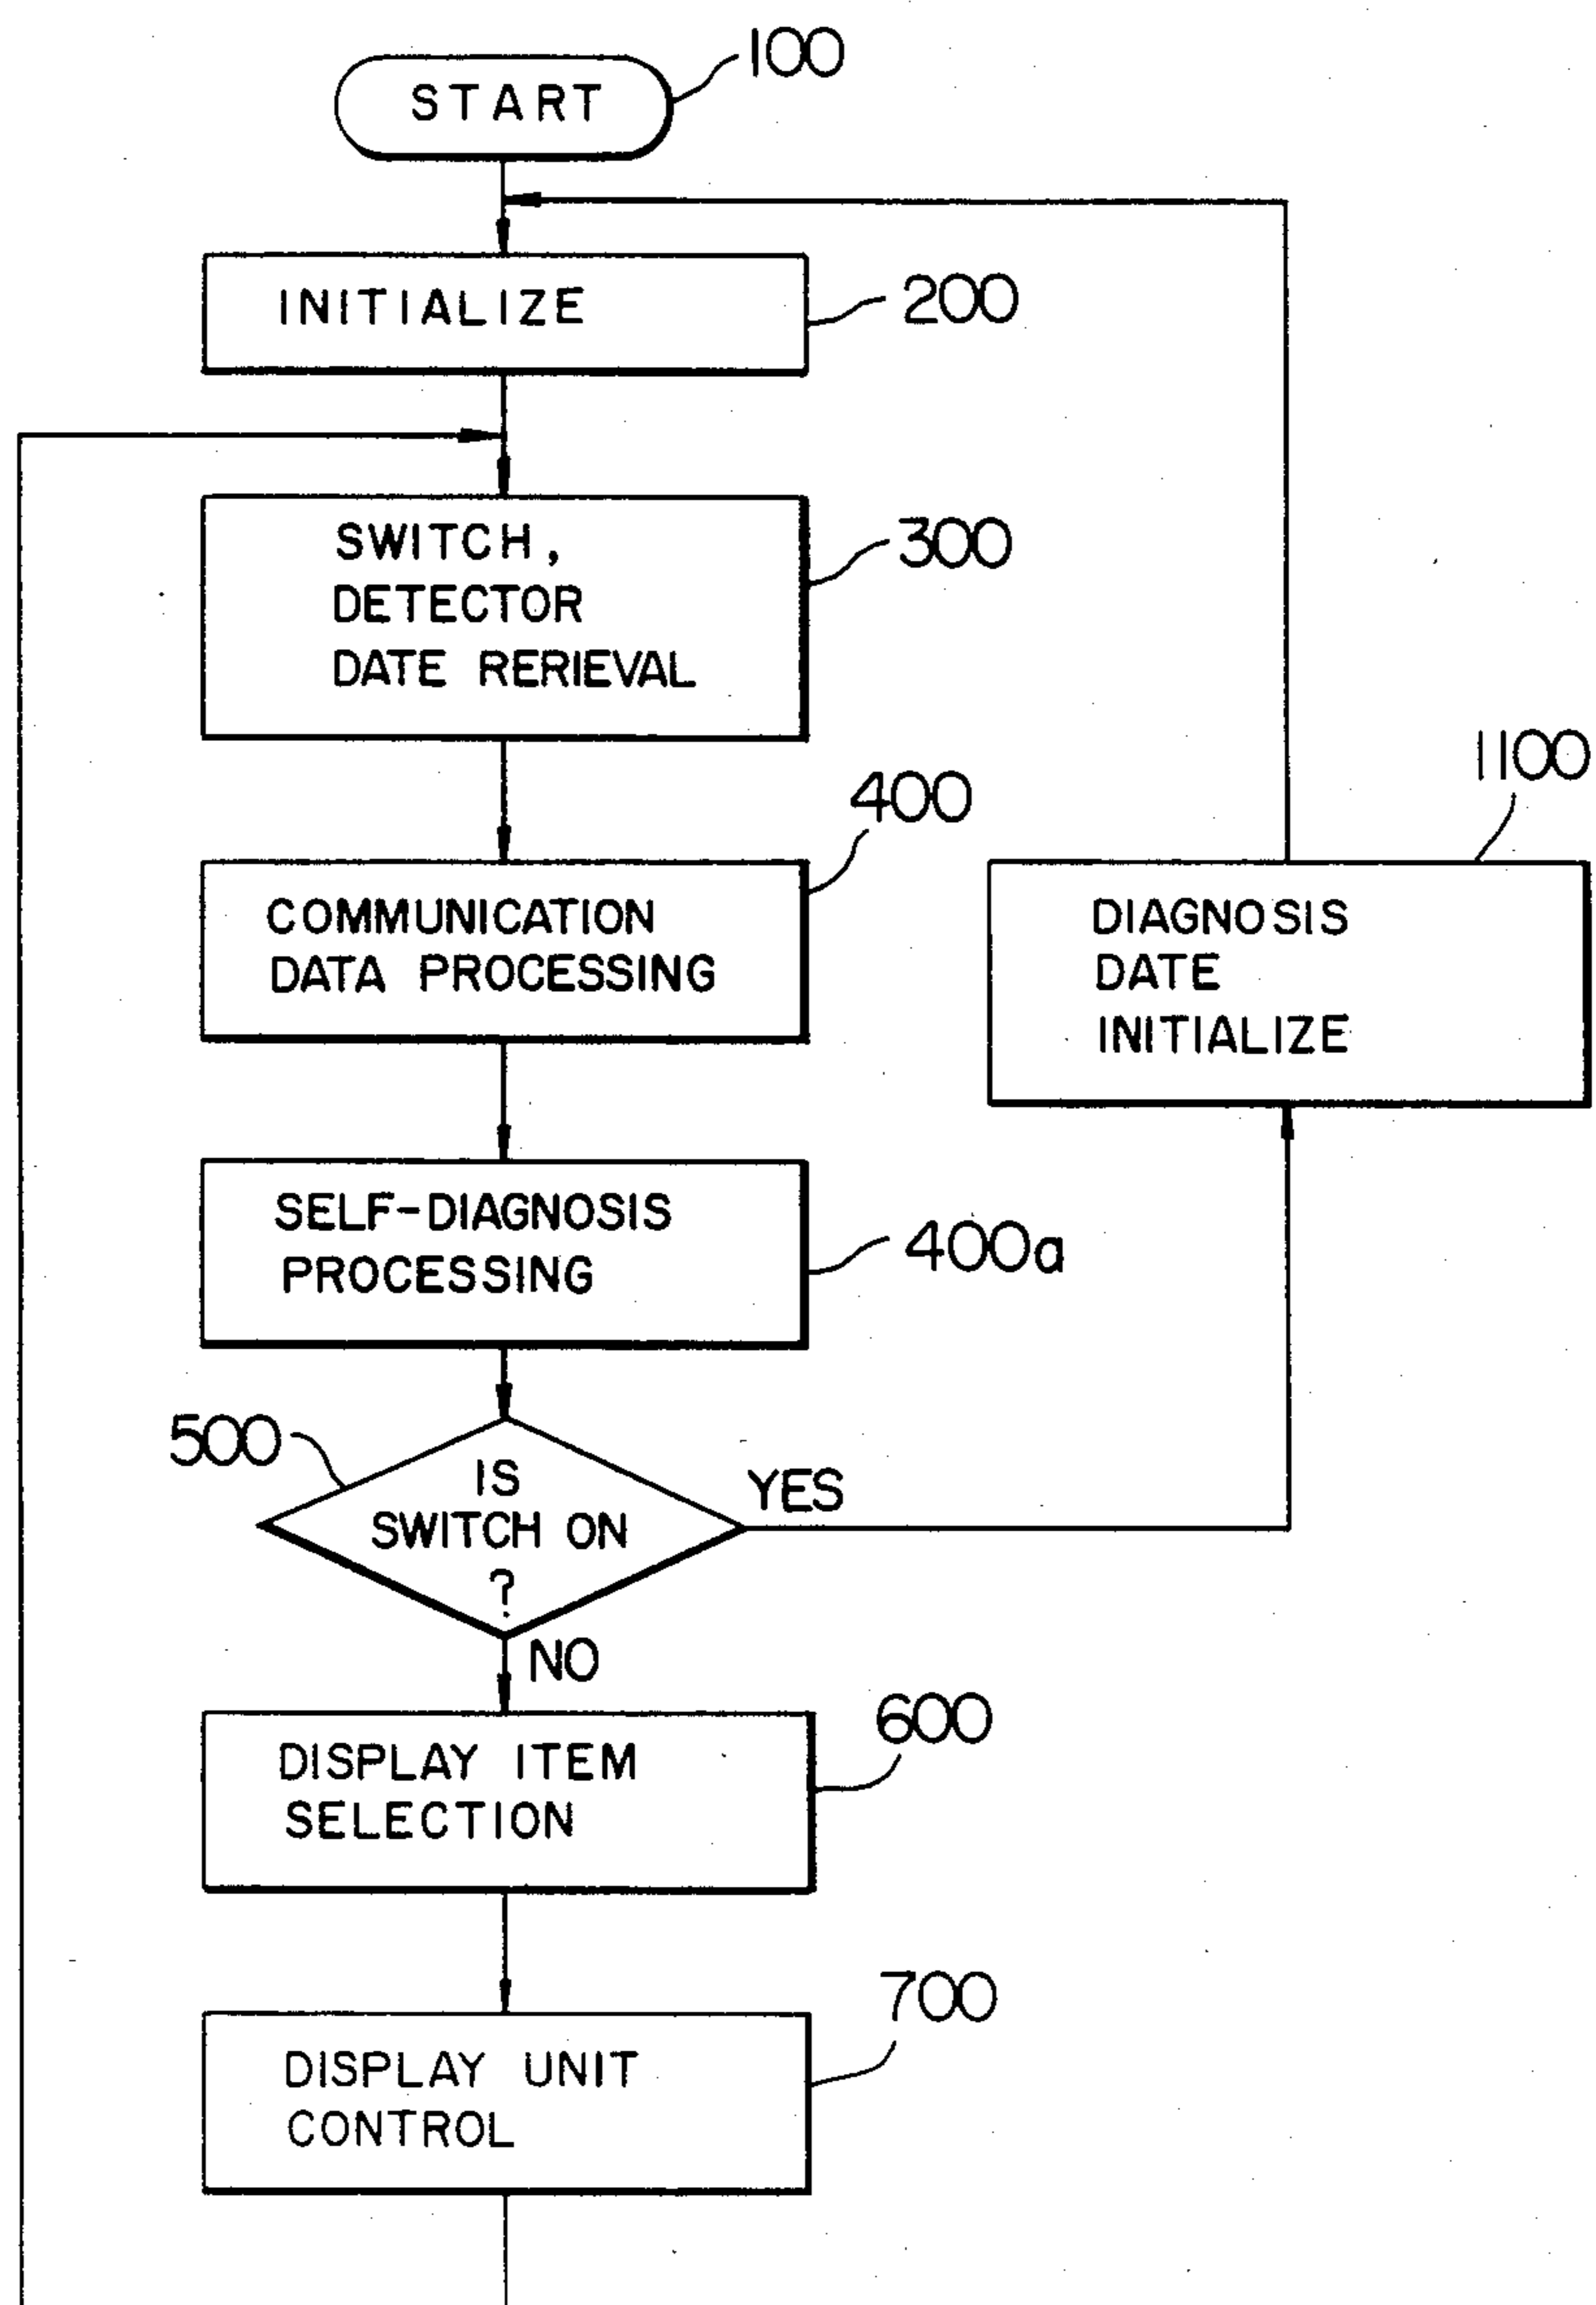 START
100
INITIALIZE
200
SWITCH,
DETECTOR
DATE RERIEVAL
300
COMMUNICATION
DATA PROCESSING
400
DIAGNOSIS
DATE
INITIALIZE
1100
SELF-DIAGNOSIS
PROCESSING
400a
500
IS
SWITCH ON
?
YES
NO
DISPLAY ITEM
SELECTION
600
DISPLAY UNIT
CONTROL
700